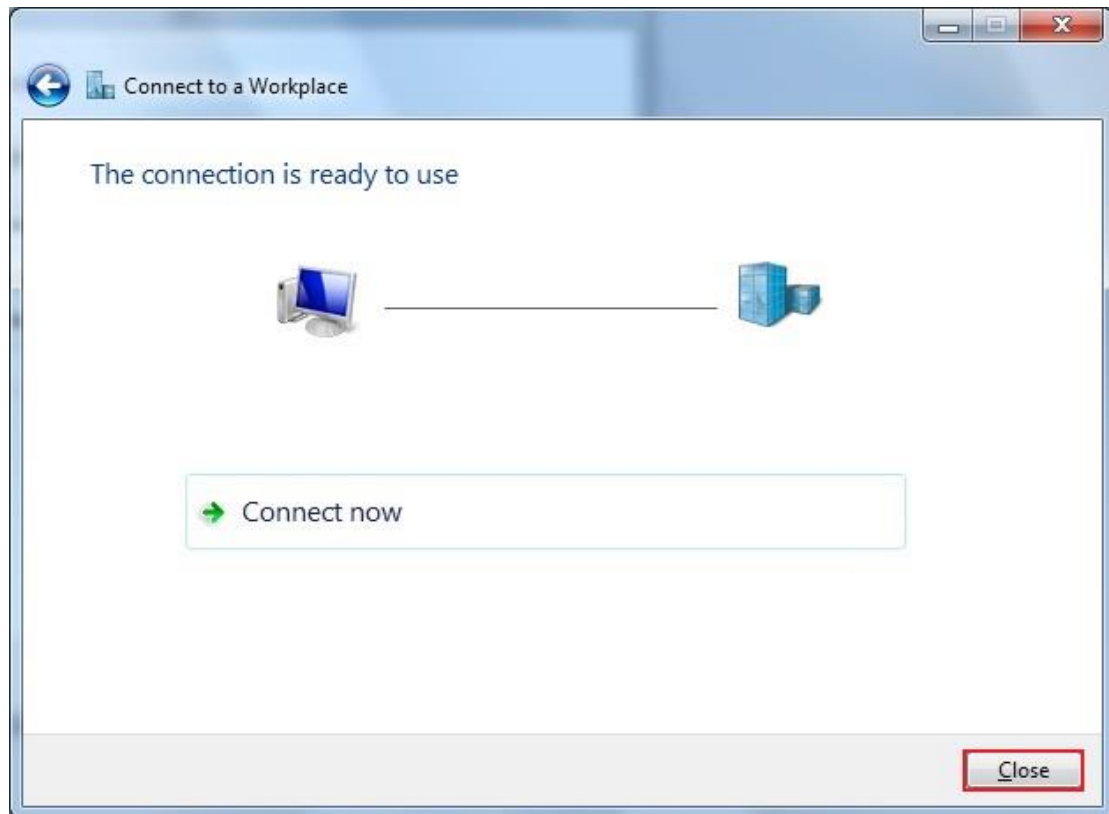 Connect to a Workplace
The connection is ready to use
Connect now
Close